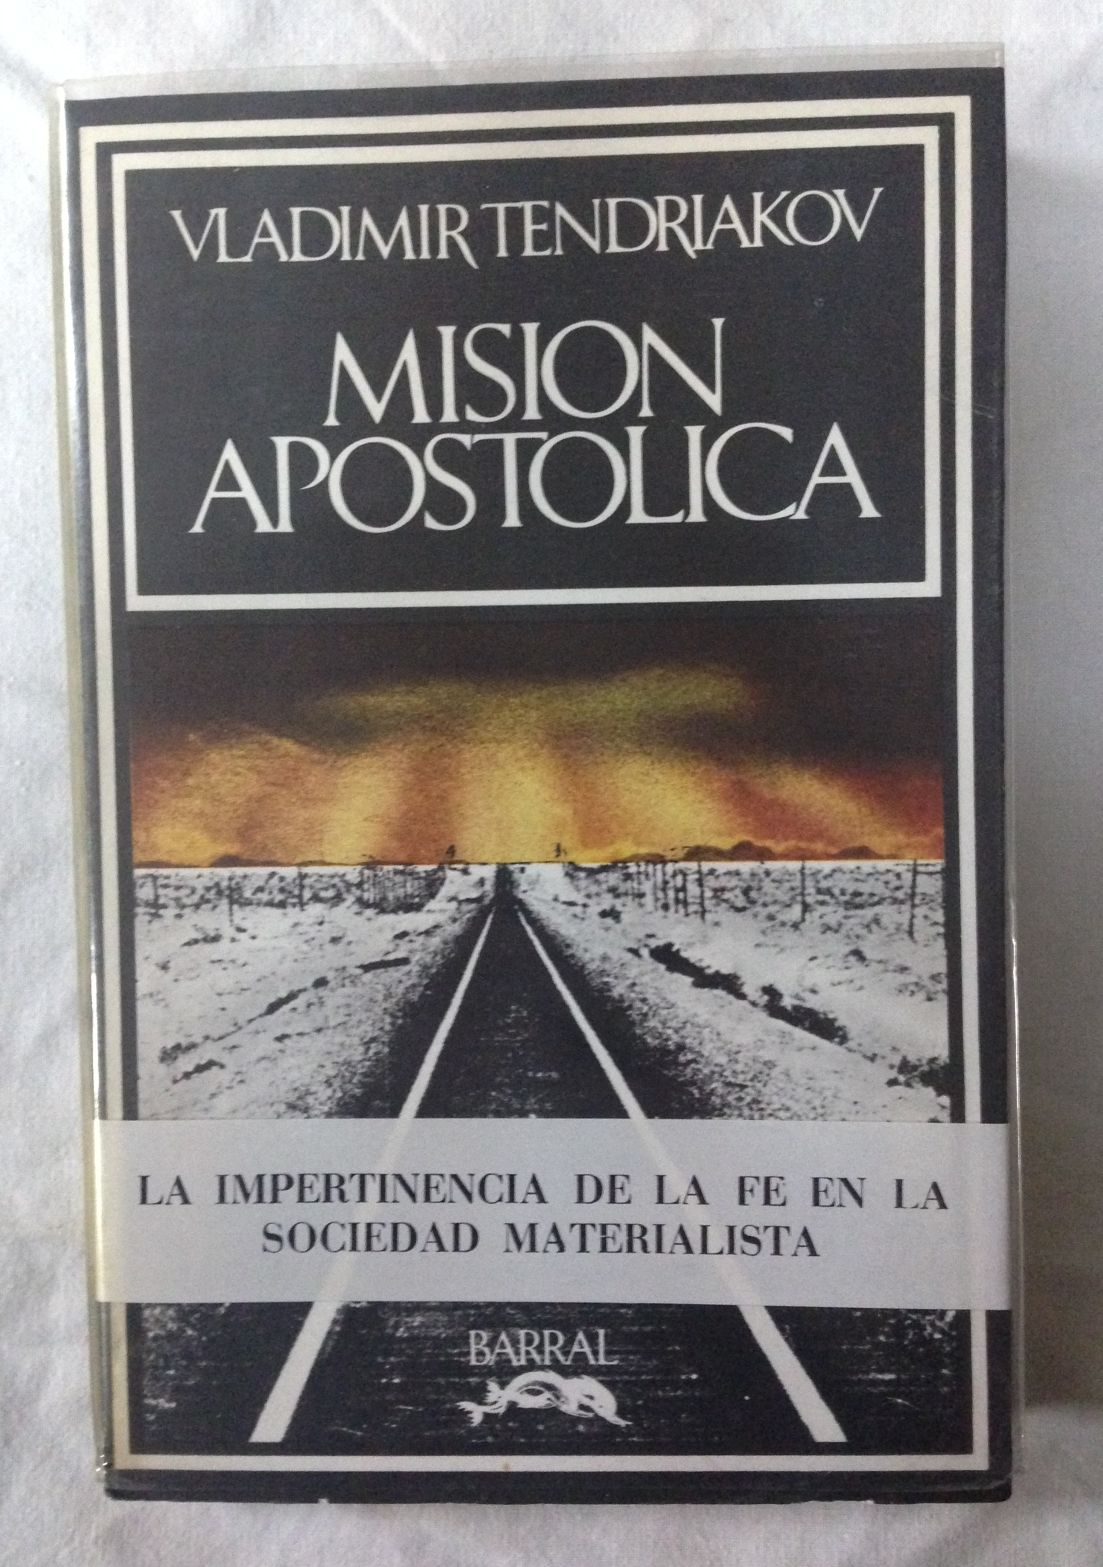 VLADIMIR TENDRIAKOV
MISION
APOSTOLICA
LA IMPERTINENCIA DE LA FE EN LA
SOCIEDAD MATERIALISTA
BARRAL